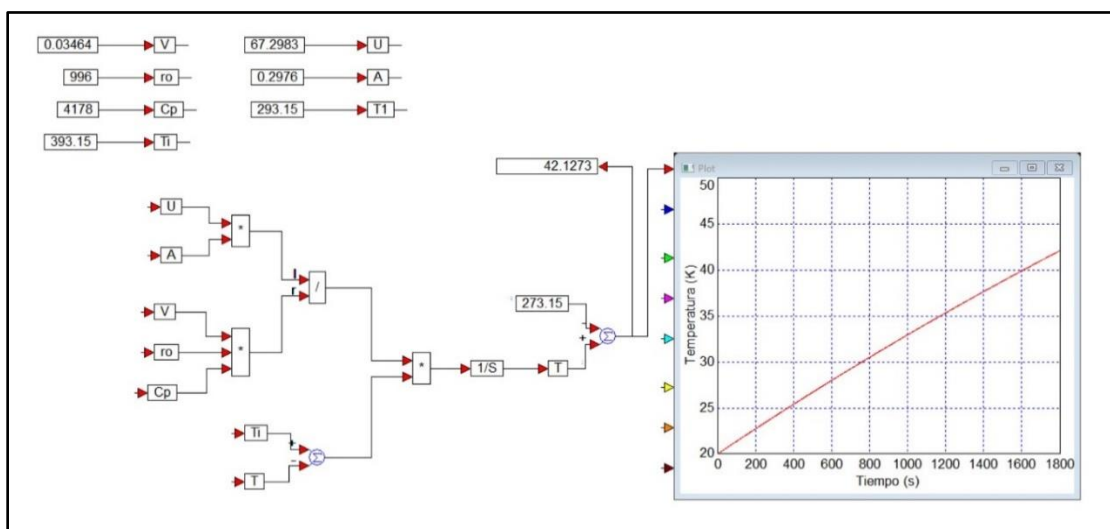 0.03464 V
996 ro
4178 Cp
393.15 Ti
67.2983 U
0.2976 A
293.15 T1
42.1273
U
A
*
V
ro
Cp
*
l
r
/
Ti
T
+
-
Σ
*
1/S
T
273.15
-
+
Σ
Plot
Temperatura (K)
50
45
40
35
30
25
20
0 200 400 600 800 1000 1200 1400 1600 1800
Tiempo (s)